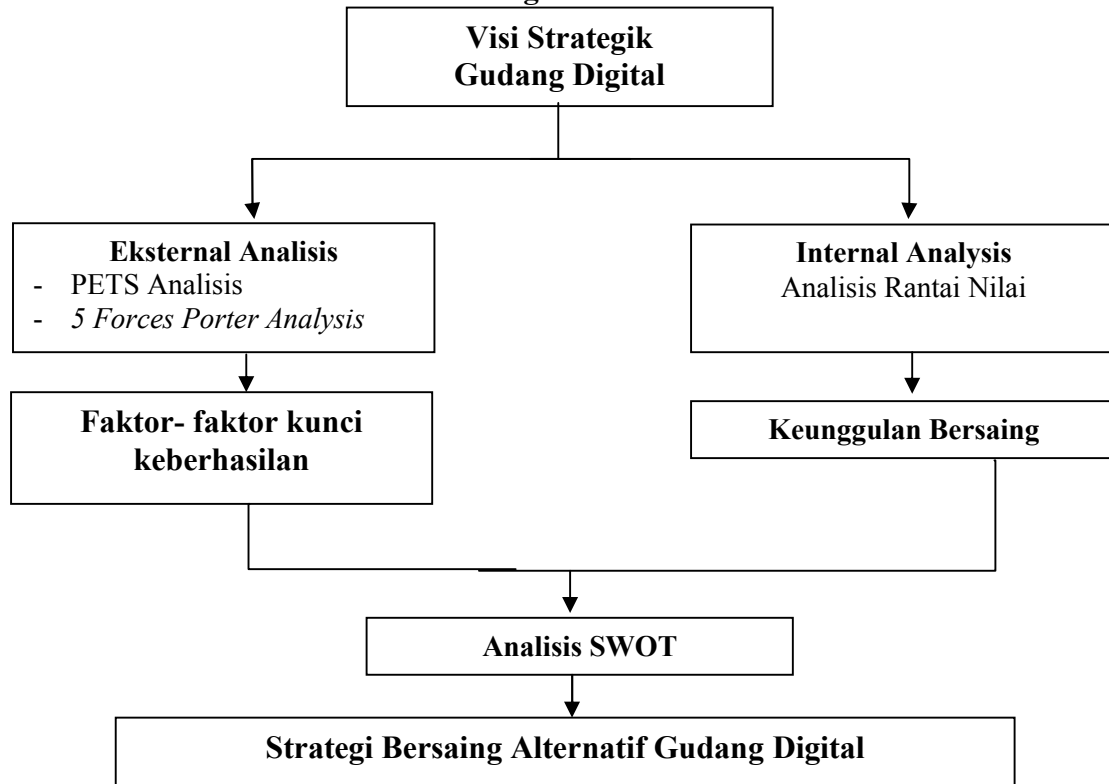 Visi Strategik
Gudang Digital
Eksternal Analisis
- PETS Analisis
- 5 Forces Porter Analysis
Internal Analysis
Analisis Rantai Nilai
Faktor- faktor kunci
keberhasilan
Keunggulan Bersaing
Analisis SWOT
Strategi Bersaing Alternatif Gudang Digital